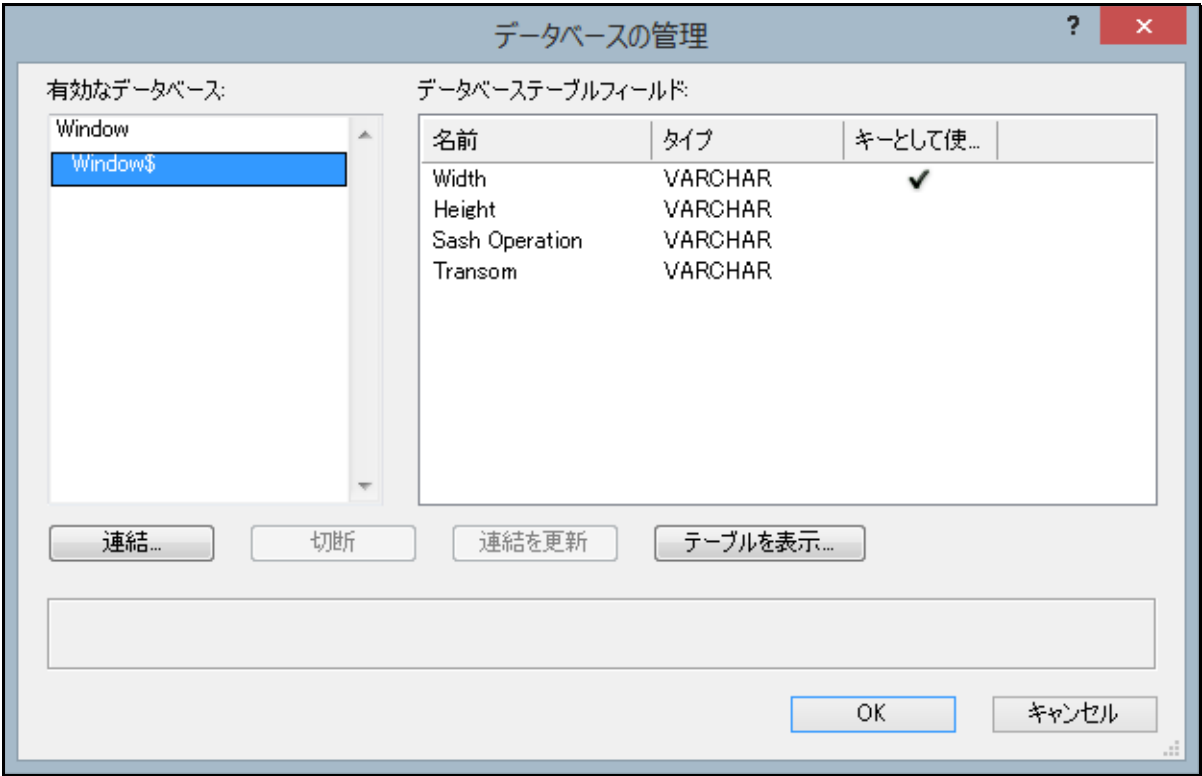 データベースの管理
?
有効なデータベース:
データベーステーブルフィールド:
Window
Window$
名前 タイプ キーとして使...
Width VARCHAR ✔
Height VARCHAR
Sash Operation VARCHAR
Transom VARCHAR
連結... 切断 連結を更新 テーブルを表示...
OK キャンセル